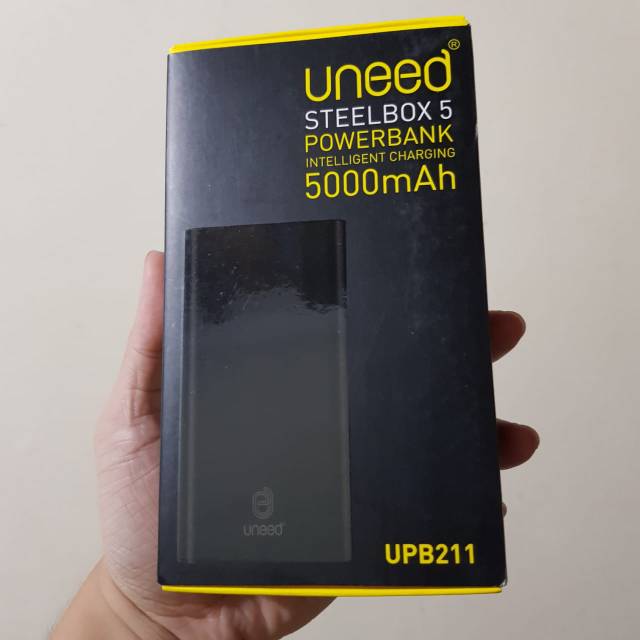 uneed®
STEELBOX 5
POWERBANK
INTELLIGENT CHARGING
5000mAh
uneed
UPB211